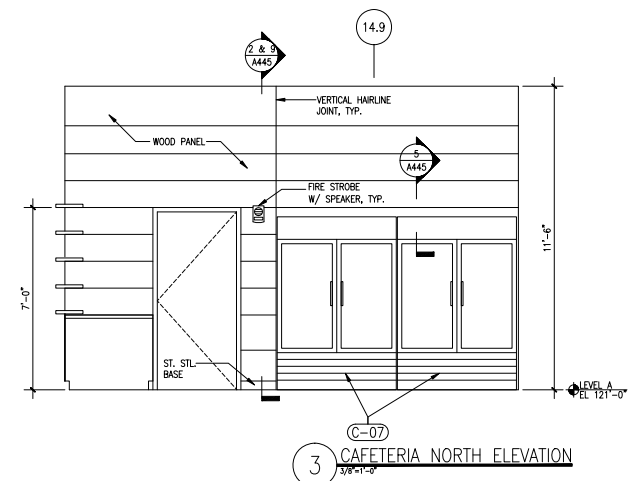 14.9
2 & 9
A445
VERTICAL HAIRLINE
JOINT, TYP.
WOOD PANEL
5
A445
FIRE STROBE
W/ SPEAKER, TYP.
11'-6"
7'-0"
ST. STL.
BASE
LEVEL A
EL 121'-0"
C-07
3 CAFETERIA NORTH ELEVATION
3/8"=1'-0"